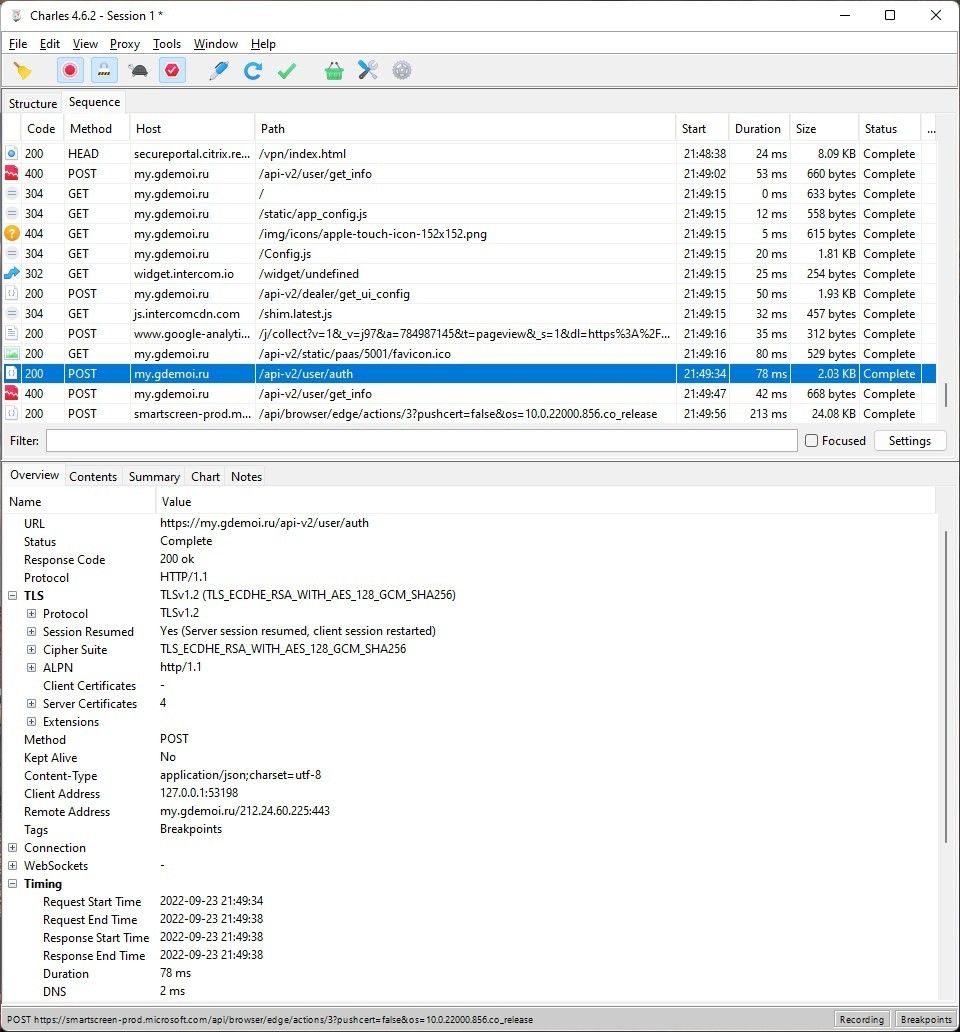 Charles 4.6.2 - Session 1 *
File Edit View Proxy Tools Window Help
Structure Sequence
Code Method Host Path Start Duration Size Status ...
200 HEAD secureportal.citrix.re... /vpn/index.html 21:48:38 24 ms 8.09 KB Complete
400 POST my.gdemoi.ru /api-v2/user/get_info 21:49:02 53 ms 660 bytes Complete
304 GET my.gdemoi.ru / 21:49:15 0 ms 633 bytes Complete
304 GET my.gdemoi.ru /static/app_config.js 21:49:15 12 ms 558 bytes Complete
404 GET my.gdemoi.ru /img/icons/apple-touch-icon-152x152.png 21:49:15 5 ms 615 bytes Complete
304 GET my.gdemoi.ru /Config.js 21:49:15 20 ms 1.81 KB Complete
302 GET widget.intercom.io /widget/undefined 21:49:15 25 ms 254 bytes Complete
200 POST my.gdemoi.ru /api-v2/dealer/get_ui_config 21:49:15 50 ms 1.93 KB Complete
304 GET js.intercomcdn.com /shim.latest.js 21:49:15 32 ms 457 bytes Complete
200 POST www.google-analyti... /j/collect?v=1&_v=j97&a=784987145&t=pageview&_s=1&dl=https%3A%2F... 21:49:16 35 ms 312 bytes Complete
200 GET my.gdemoi.ru /api-v2/static/paas/5001/favicon.ico 21:49:16 80 ms 529 bytes Complete
200 POST my.gdemoi.ru /api-v2/user/auth 21:49:34 78 ms 2.03 KB Complete
400 POST my.gdemoi.ru /api-v2/user/get_info 21:49:47 42 ms 668 bytes Complete
200 POST smartscreen-prod.m... /api/browser/edge/actions/3?pushcert=false&os=10.0.22000.856.co_release 21:49:56 213 ms 24.08 KB Complete
Filter: Focused Settings
Overview Contents Summary Chart Notes
Name Value
URL https://my.gdemoi.ru/api-v2/user/auth
Status Complete
Response Code 200 ok
Protocol HTTP/1.1
TLS TLSv1.2 (TLS_ECDHE_RSA_WITH_AES_128_GCM_SHA256)
Protocol TLSv1.2
Session Resumed Yes (Server session resumed, client session restarted)
Cipher Suite TLS_ECDHE_RSA_WITH_AES_128_GCM_SHA256
ALPN http/1.1
Client Certificates -
Server Certificates 4
Extensions
Method POST
Kept Alive No
Content-Type application/json;charset=utf-8
Client Address 127.0.0.1:53198
Remote Address my.gdemoi.ru/212.24.60.225:443
Tags Breakpoints
Connection
WebSockets -
Timing
Request Start Time 2022-09-23 21:49:34
Request End Time 2022-09-23 21:49:38
Response Start Time 2022-09-23 21:49:38
Response End Time 2022-09-23 21:49:38
Duration 78 ms
DNS 2 ms
POST https://smartscreen-prod.microsoft.com/api/browser/edge/actions/3?pushcert=false&os=10.0.22000.856.co_release Recording Breakpoints